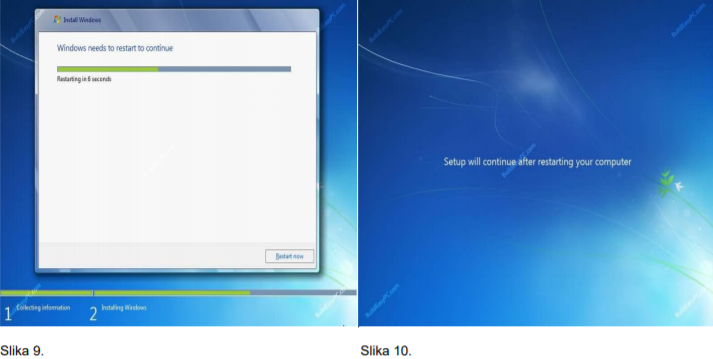 Install Windows
Windows needs to restart to continue
Restarting in 6 seconds
Restart now
1 Collecting information
2 Installing Windows
Setup will continue after restarting your computer
Slika 9.
Slika 10.